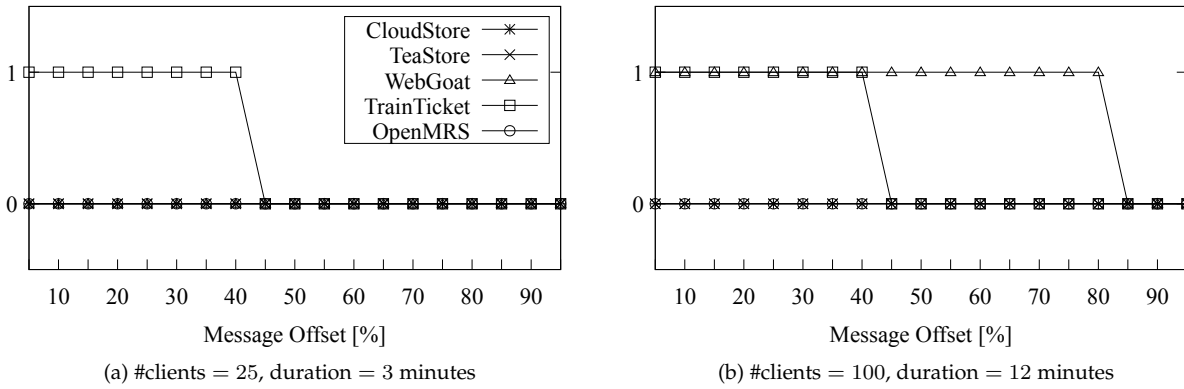 1
0
CloudStore
TeaStore
WebGoat
TrainTicket
OpenMRS
10 20 30 40 50 60 70 80 90
Message Offset [%]
(a) #clients = 25, duration = 3 minutes
1
0
10 20 30 40 50 60 70 80 90
Message Offset [%]
(b) #clients = 100, duration = 12 minutes